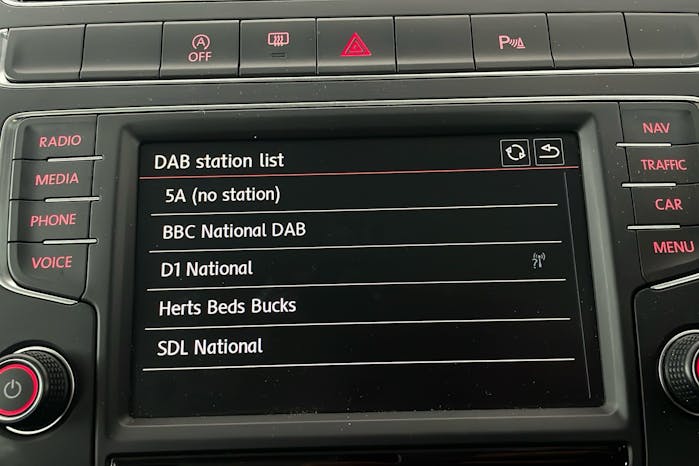 A
OFF
P
RADIO
MEDIA
PHONE
VOICE
DAB station list
5A (no station)
BBC National DAB
D1 National
?
Herts Beds Bucks
SDL National
NAV
TRAFFIC
CAR
MENU